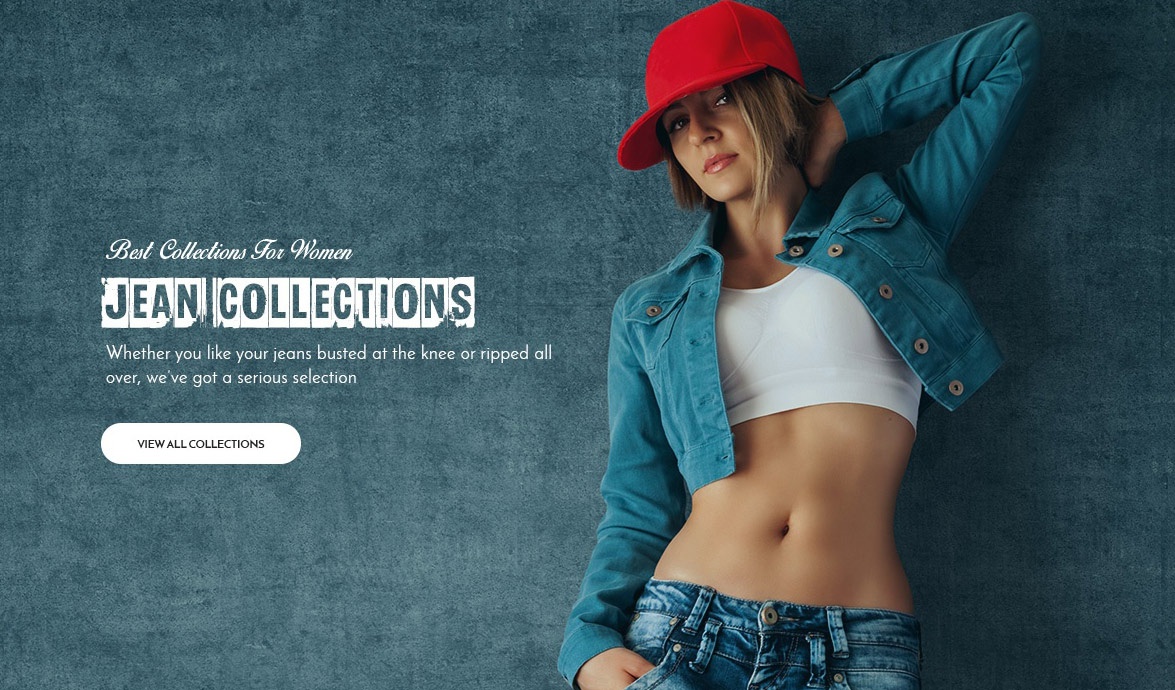 Best Collections For Women
JEAN COLLECTIONS
Whether you like your jeans busted at the knee or ripped all
over, we've got a serious selection
VIEW ALL COLLECTIONS